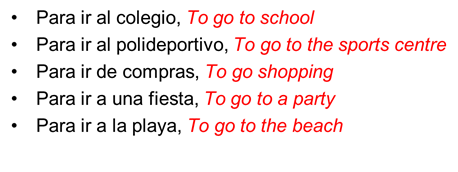 • Para ir al colegio, To go to school
• Para ir al polideportivo, To go to the sports centre
• Para ir de compras, To go shopping
• Para ir a una fiesta, To go to a party
• Para ir a la playa, To go to the beach